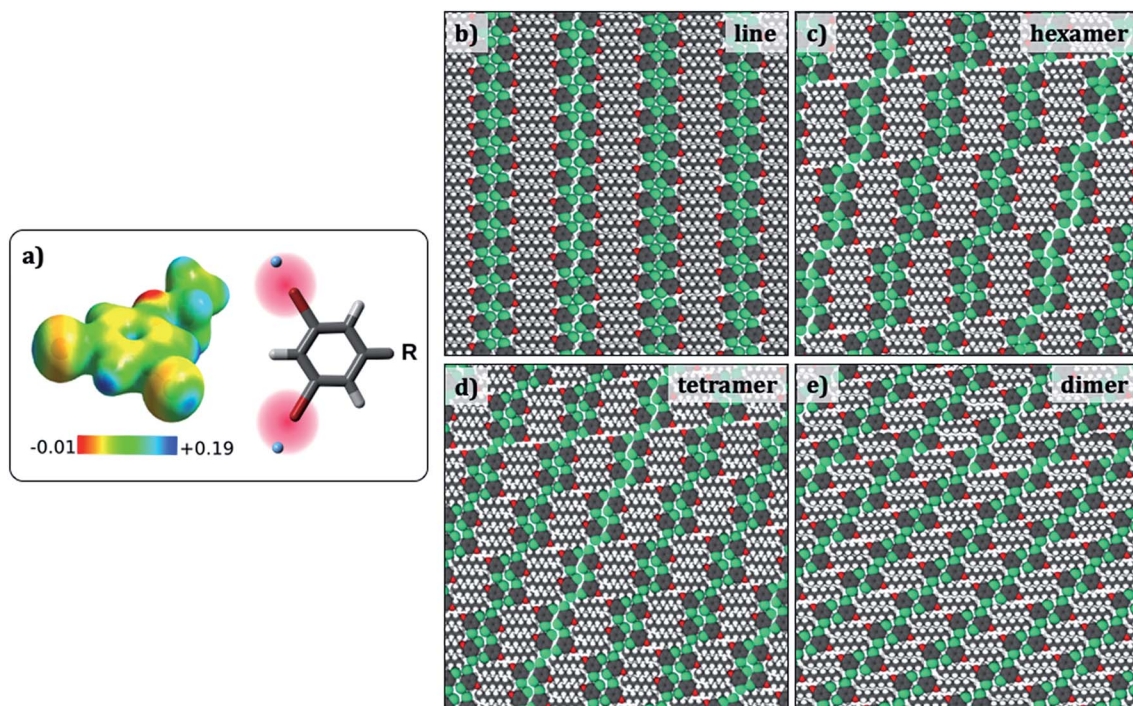 a)
R
-0.01 +0.19
b) line
c) hexamer
d) tetramer
e) dimer